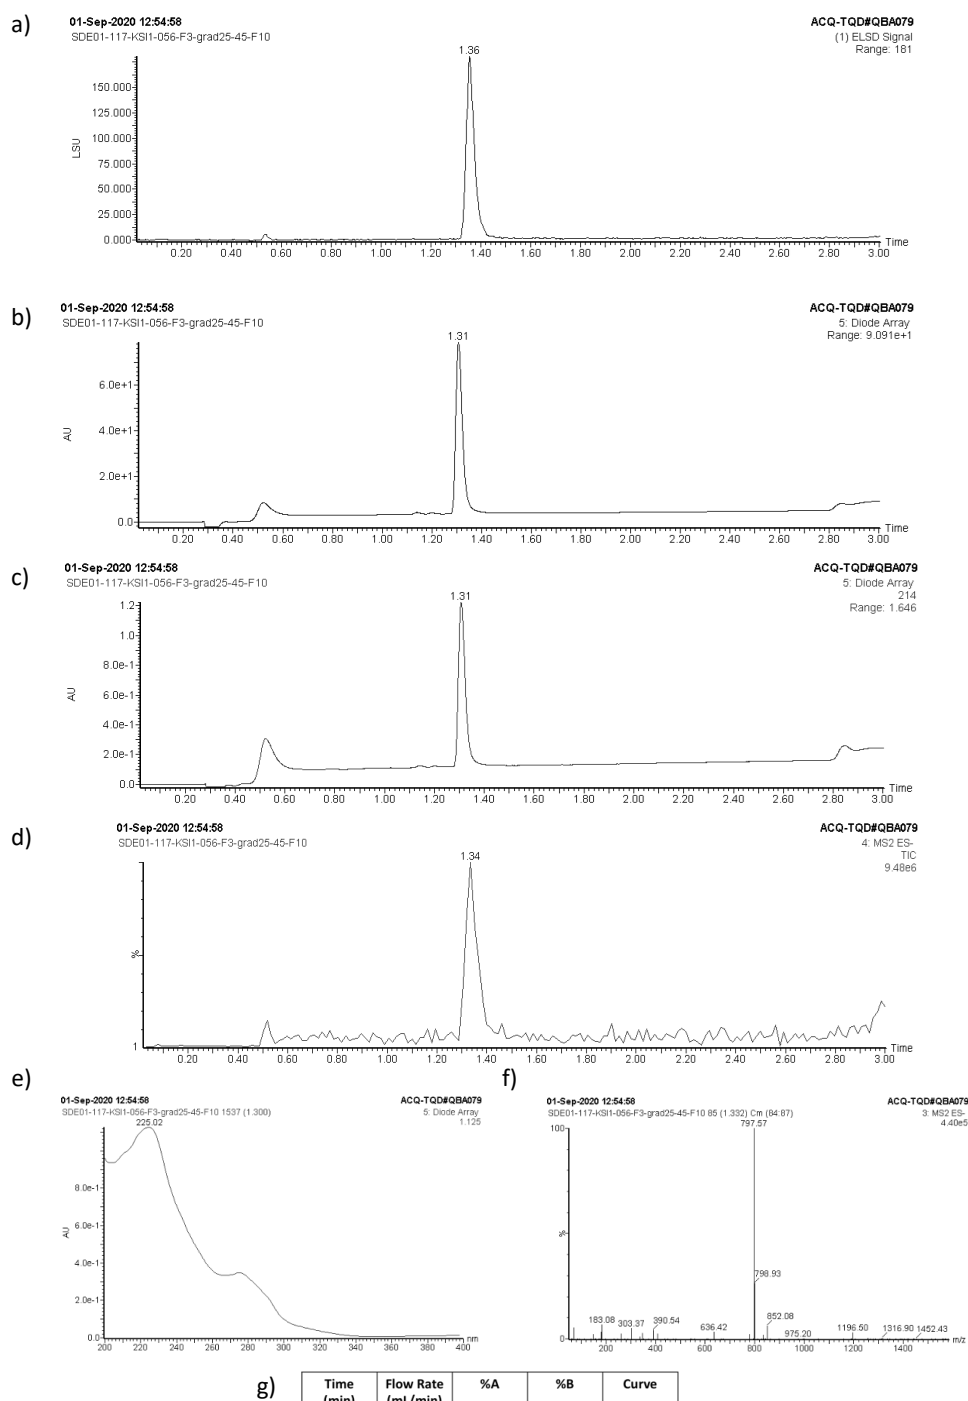 a)
01-Sep-2020 12:54:58 ACQ-TQD#QBA079
SDE01-117-KSI1-056-F3-grad25-45-F10 (1) ELSD Signal
Range: 181
1.36
150.000
125.000
100.000
LSU
75.000
50.000
25.000
0.000
Time
0.20 0.40 0.60 0.80 1.00 1.20 1.40 1.60 1.80 2.00 2.20 2.40 2.60 2.80 3.00
b)
01-Sep-2020 12:54:58 ACQ-TQD#QBA079
SDE01-117-KSI1-056-F3-grad25-45-F10 5: Diode Array
Range: 9.091e+1
1.31
6.0e+1
AU
4.0e+1
2.0e+1
0.0
Time
0.20 0.40 0.60 0.80 1.00 1.20 1.40 1.60 1.80 2.00 2.20 2.40 2.60 2.80 3.00
c)
01-Sep-2020 12:54:58 ACQ-TQD#QBA079
SDE01-117-KSI1-056-F3-grad25-45-F10 5: Diode Array
214
Range: 1.646
1.31
1.2
1.0
8.0e-1
AU
6.0e-1
4.0e-1
2.0e-1
0.0
Time
0.20 0.40 0.60 0.80 1.00 1.20 1.40 1.60 1.80 2.00 2.20 2.40 2.60 2.80 3.00
d)
01-Sep-2020 12:54:58 ACQ-TQD#QBA079
SDE01-117-KSI1-056-F3-grad25-45-F10 4: MS2 ES-
TIC
9.48e6
1.34
%
1
Time
0.20 0.40 0.60 0.80 1.00 1.20 1.40 1.60 1.80 2.00 2.20 2.40 2.60 2.80 3.00
e)
01-Sep-2020 12:54:58 ACQ-TQD#QBA079
SDE01-117-KSI1-056-F3-grad25-45-F10 1537 (1.300) 5: Diode Array
225.02 1.125
8.0e-1
6.0e-1
AU
4.0e-1
2.0e-1
0.0
nm
200 220 240 260 280 300 320 340 360 380 400
f)
01-Sep-2020 12:54:58 ACQ-TQD#QBA079
SDE01-117-KSI1-056-F3-grad25-45-F10 85 (1.332) Cm (84:87) 3: MS2 ES-
797.57 4.40e5
100
%
798.93
183.08 303.37 390.54 636.42 852.08 975.20 1196.50 1316.90 1452.43
0
m/z
200 400 600 800 1000 1200 1400
g)
Time Flow Rate %A %B Curve
(min) (mL/min)